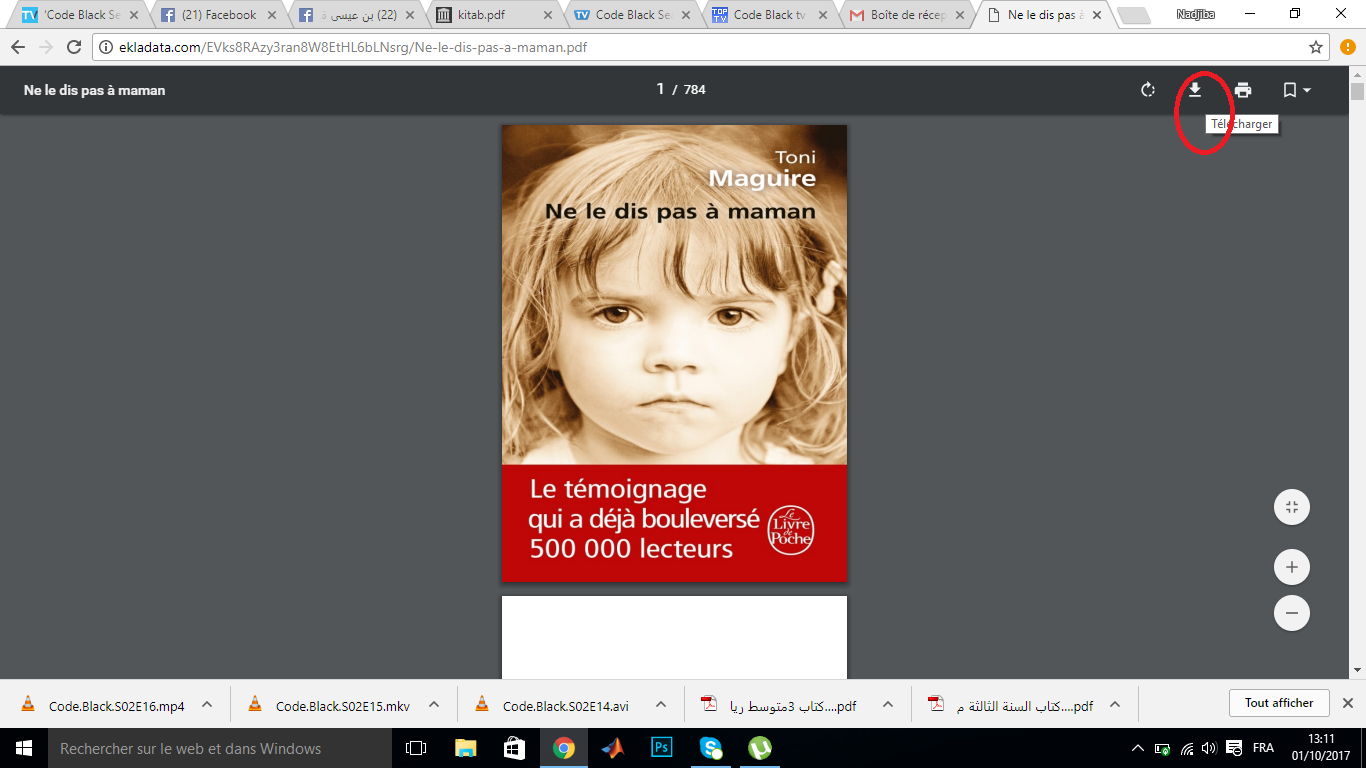 'Code Black Se
(21) Facebook
(22) بن عيسى ة
kitab.pdf
Code Black Sea
Code Black tv
Boîte de récep
Ne le dis pas à
Nadjiba
ekladata.com/EVks8RAzy3ran8W8EtHL6bLNsrg/Ne-le-dis-pas-a-maman.pdf
Ne le dis pas à maman
1 / 784
Télécharger
Toni
Maguire
Ne le dis pas à maman
Le témoignage
qui a déjà bouleversé
500 000 lecteurs
Le
Livre
de
Poche
Code.Black.S02E16.mp4
Code.Black.S02E15.mkv
Code.Black.S02E14.avi
كتاب 3متوسط ريا....pdf
كتاب السنة الثالثة م....pdf
Tout afficher
Rechercher sur le web et dans Windows
FRA
13:11
01/10/2017